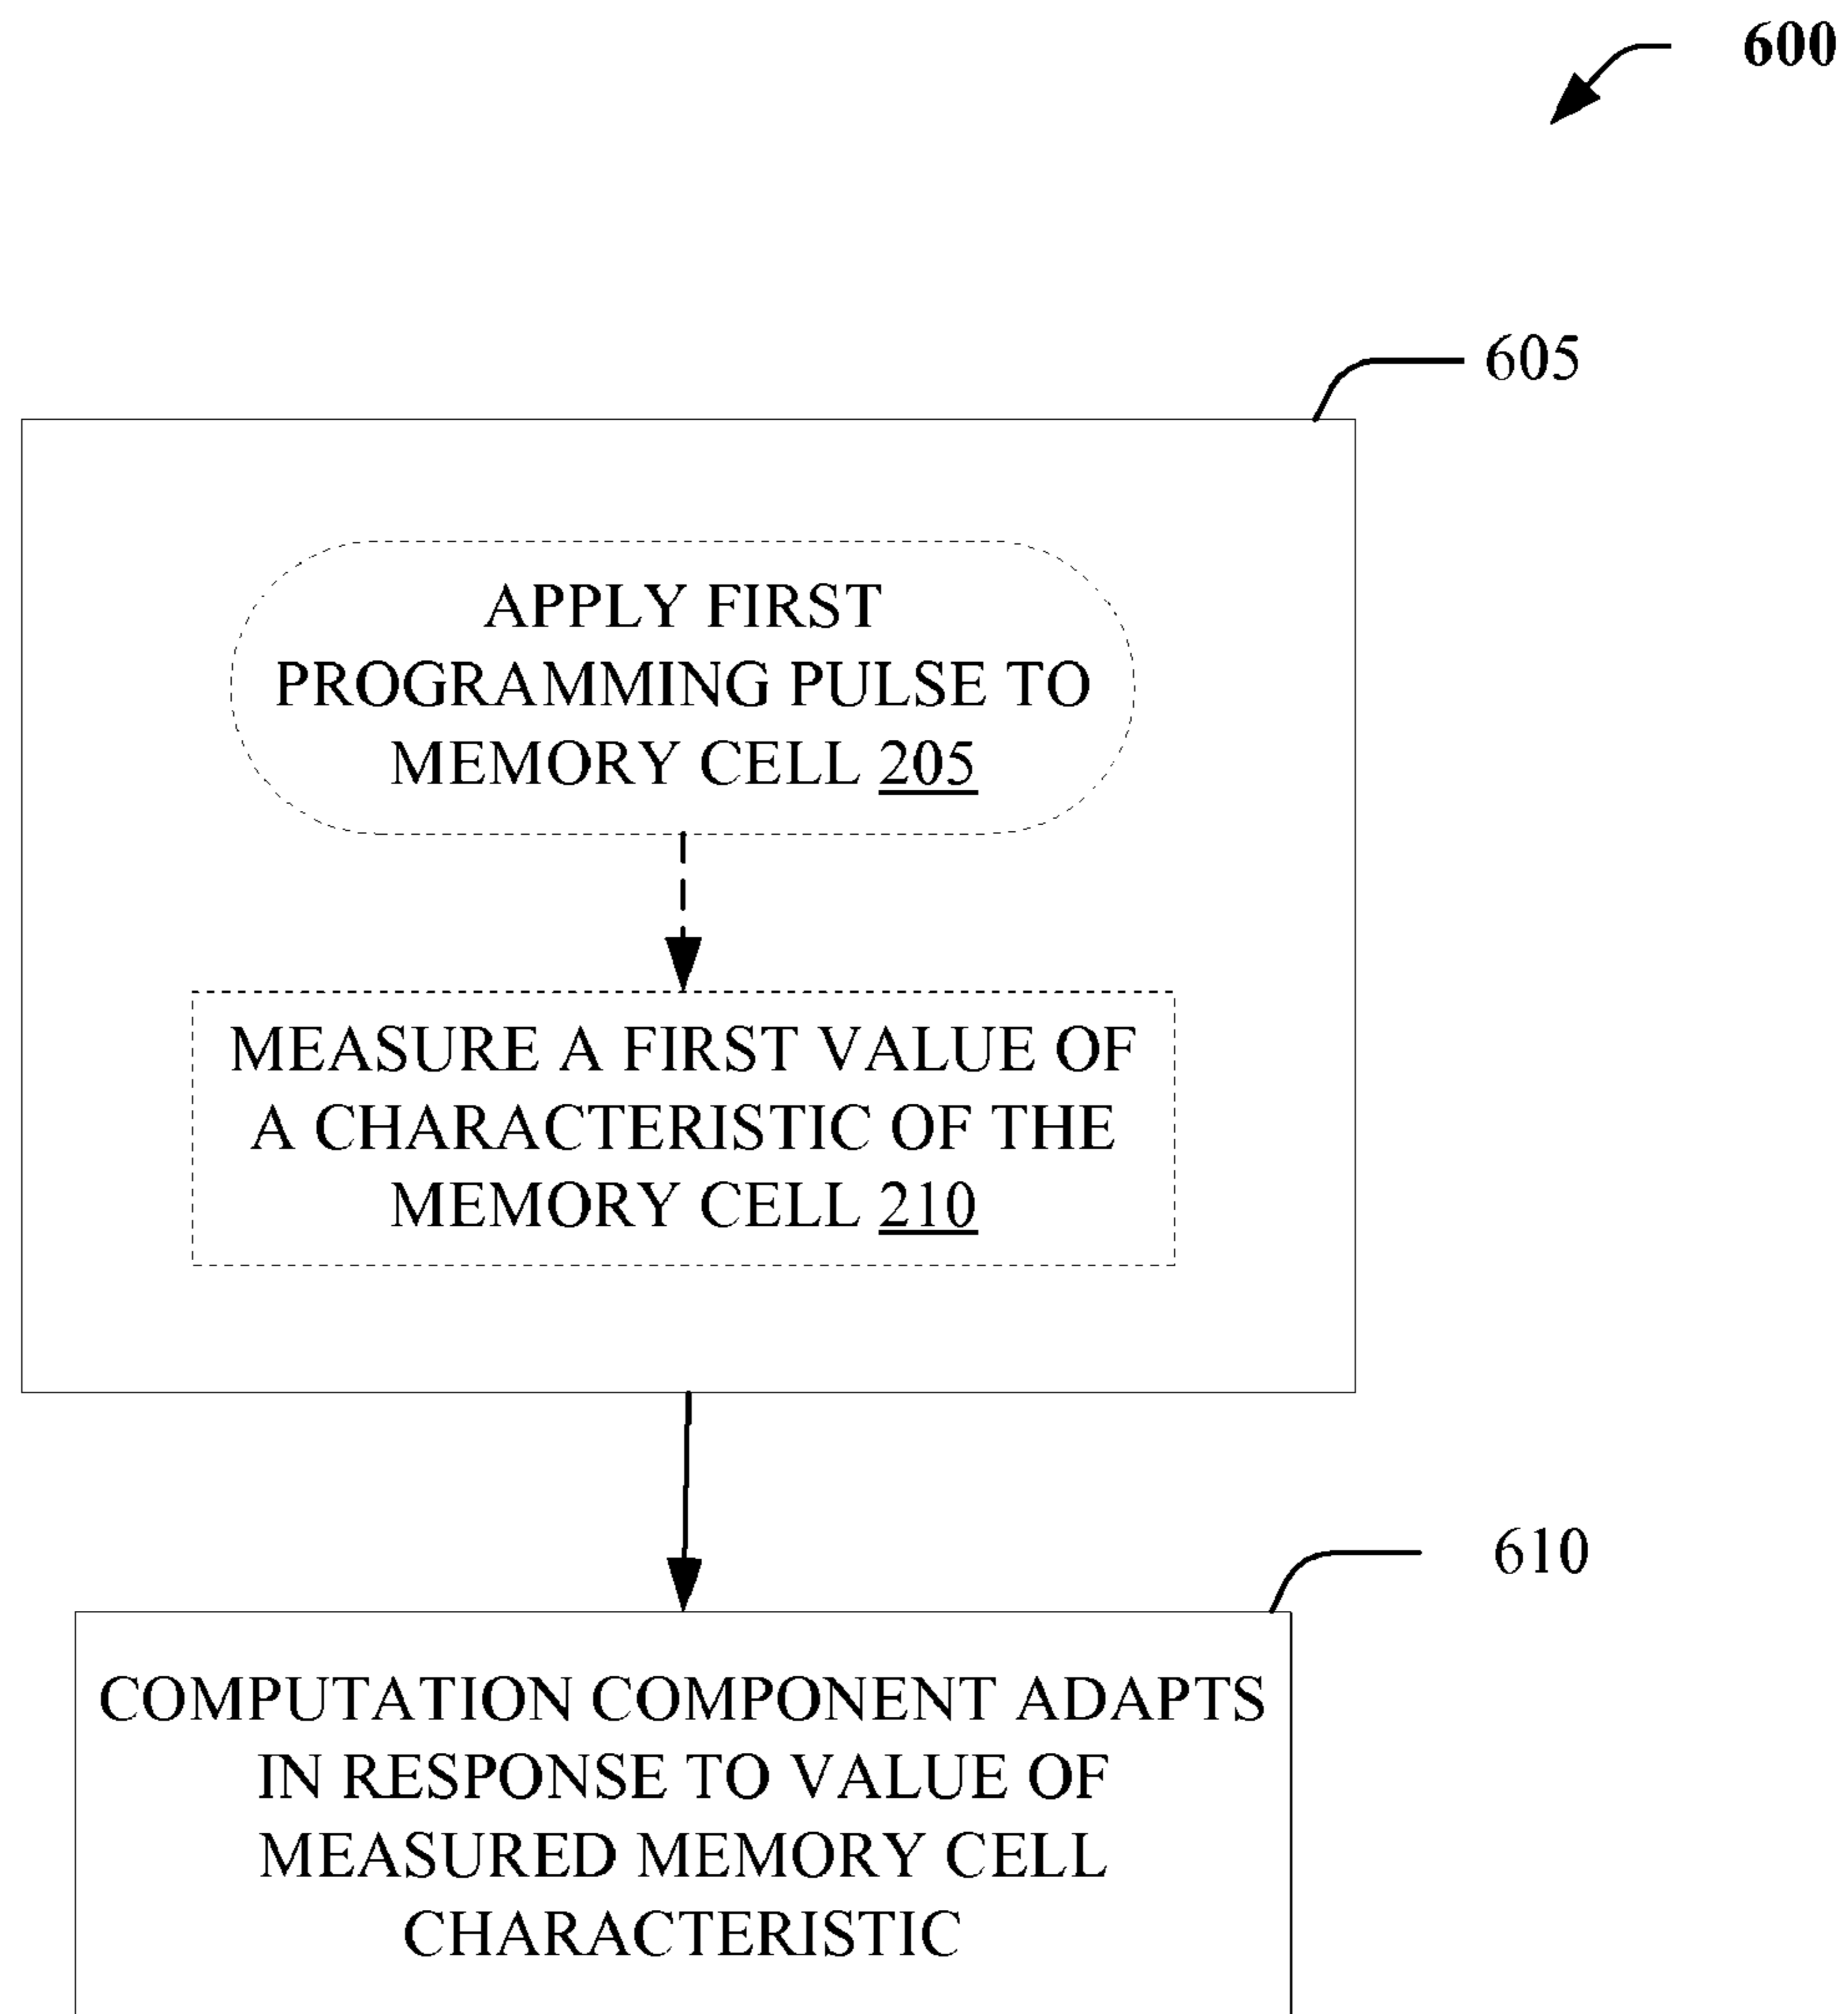 600
605
APPLY FIRST
PROGRAMMING PULSE TO
MEMORY CELL 205
MEASURE A FIRST VALUE OF
A CHARACTERISTIC OF THE
MEMORY CELL 210
610
COMPUTATION COMPONENT ADAPTS
IN RESPONSE TO VALUE OF
MEASURED MEMORY CELL
CHARACTERISTIC